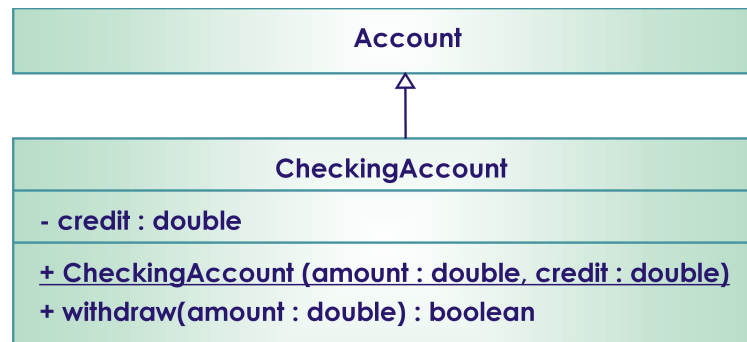 Account
CheckingAccount
- credit : double
+ CheckingAccount (amount : double, credit : double)
+ withdraw(amount : double) : boolean